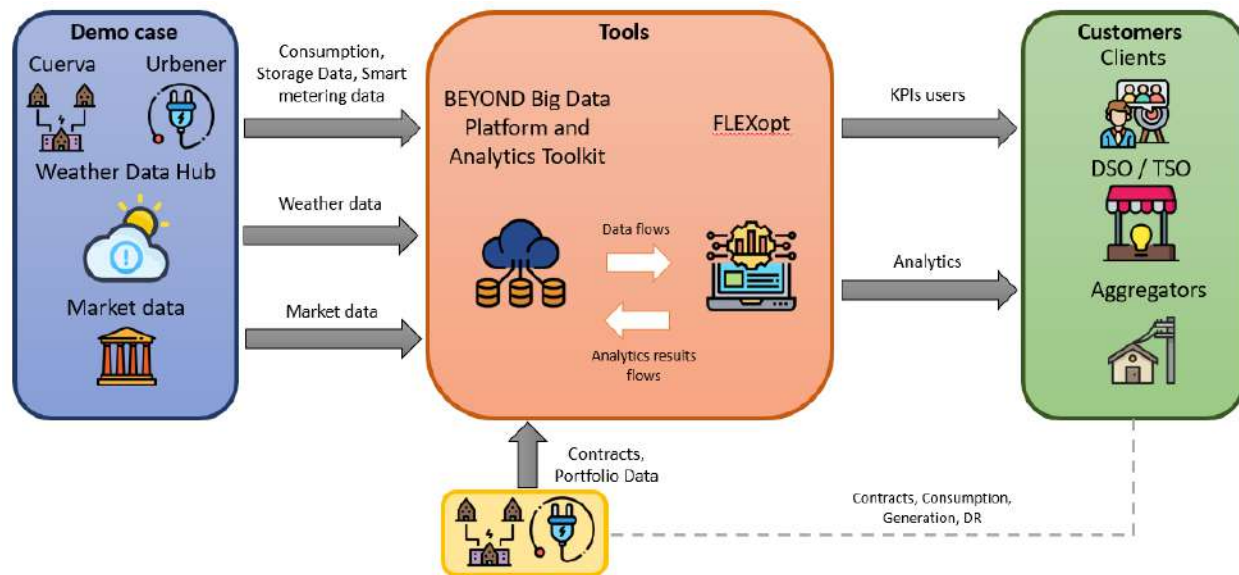 Demo case
Cuerva
Urbener
Weather Data Hub
Market data
Consumption,
Storage Data, Smart
metering data
Weather data
Market data
Tools
BEYOND Big Data
Platform and
Analytics Toolkit
FLEXopt
Data flows
Analytics results
flows
Contracts,
Portfolio Data
KPIs users
Analytics
Customers
Clients
DSO / TSO
Aggregators
Contracts, Consumption,
Generation, DR